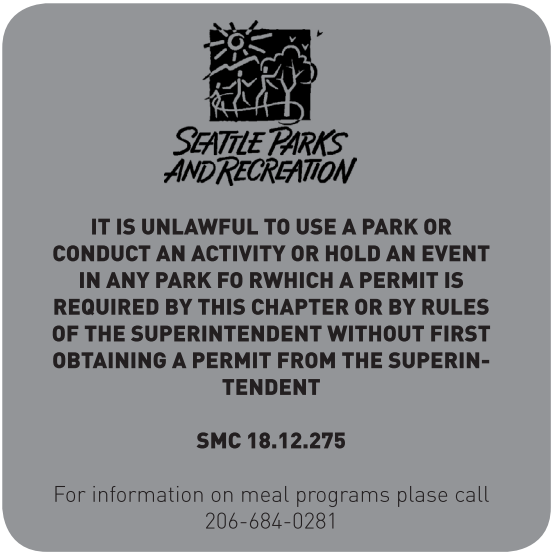 SEATTLE PARKS
AND RECREATION
IT IS UNLAWFUL TO USE A PARK OR
CONDUCT AN ACTIVITY OR HOLD AN EVENT
IN ANY PARK FO RWHICH A PERMIT IS
REQUIRED BY THIS CHAPTER OR BY RULES
OF THE SUPERINTENDENT WITHOUT FIRST
OBTAINING A PERMIT FROM THE SUPERIN-
TENDENT
SMC 18.12.275
For information on meal programs plase call
206-684-0281